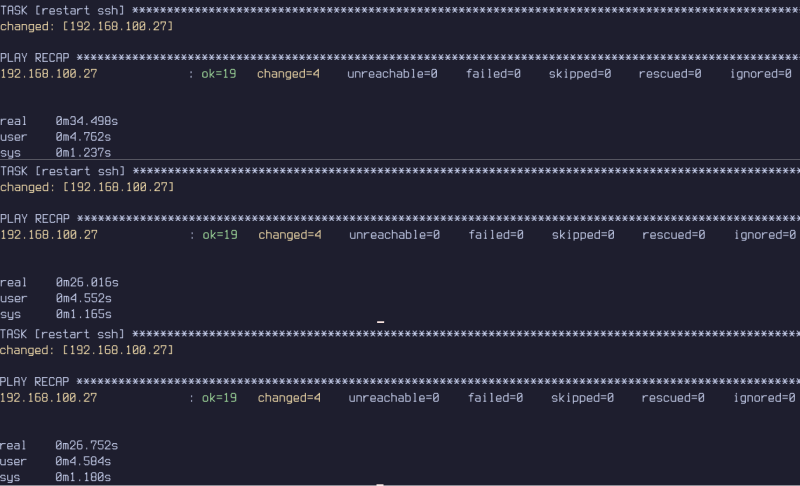 TASK [restart ssh] ************************************************************************************************
changed: [192.168.100.27]
PLAY RECAP ********************************************************************************************************
192.168.100.27 : ok=19 changed=4 unreachable=0 failed=0 skipped=0 rescued=0 ignored=0
real 0m34.498s
user 0m4.762s
sys 0m1.237s
TASK [restart ssh] ************************************************************************************************
changed: [192.168.100.27]
PLAY RECAP ********************************************************************************************************
192.168.100.27 : ok=19 changed=4 unreachable=0 failed=0 skipped=0 rescued=0 ignored=0
real 0m26.016s
user 0m4.552s
sys 0m1.165s
TASK [restart ssh] ************************************************************************************************
changed: [192.168.100.27]
PLAY RECAP ********************************************************************************************************
192.168.100.27 : ok=19 changed=4 unreachable=0 failed=0 skipped=0 rescued=0 ignored=0
real 0m26.752s
user 0m4.584s
sys 0m1.180s